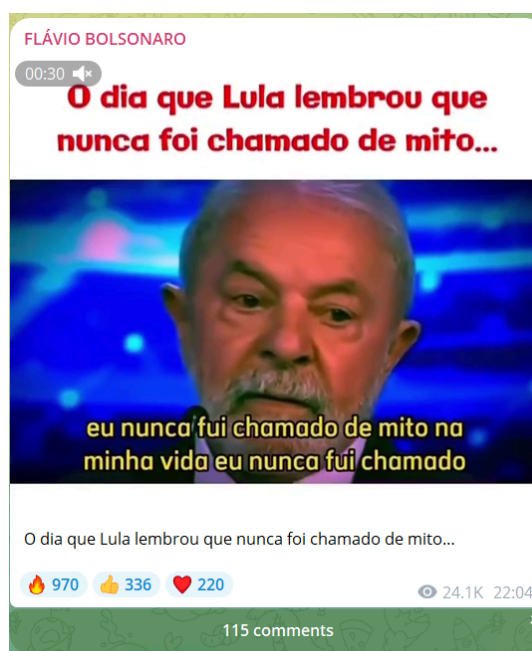 FLÁVIO BOLSONARO
00:30
O dia que Lula lembrou que
nunca foi chamado de mito...
eu nunca fui chamado de mito na
minha vida eu nunca fui chamado
O dia que Lula lembrou que nunca foi chamado de mito...
970 336 220
24.1K 22:04
115 comments